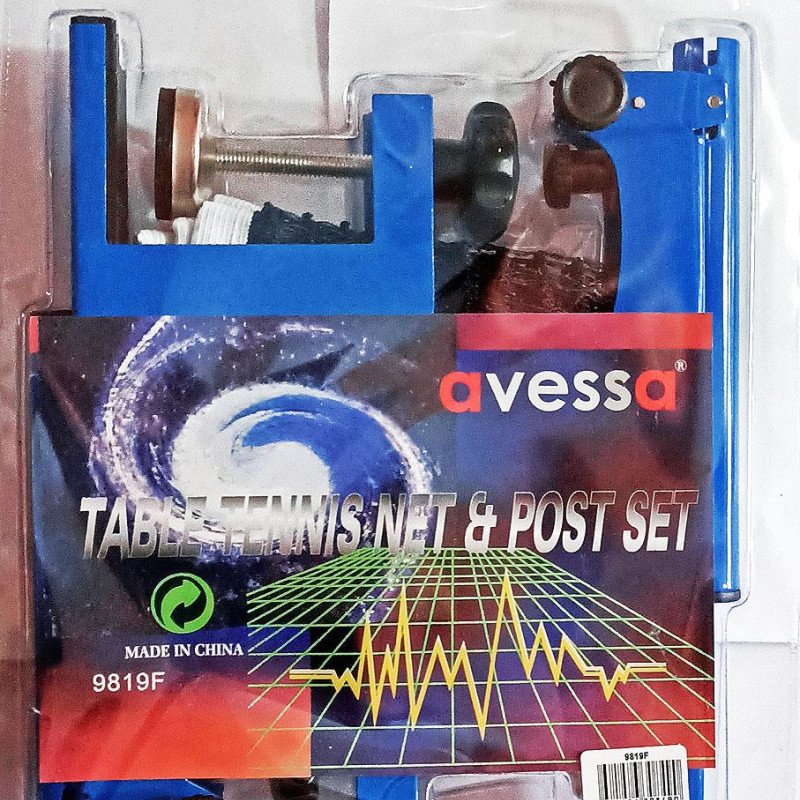 avessa®
TABLE TENNIS NET & POST SET
MADE IN CHINA
9819F
9819F